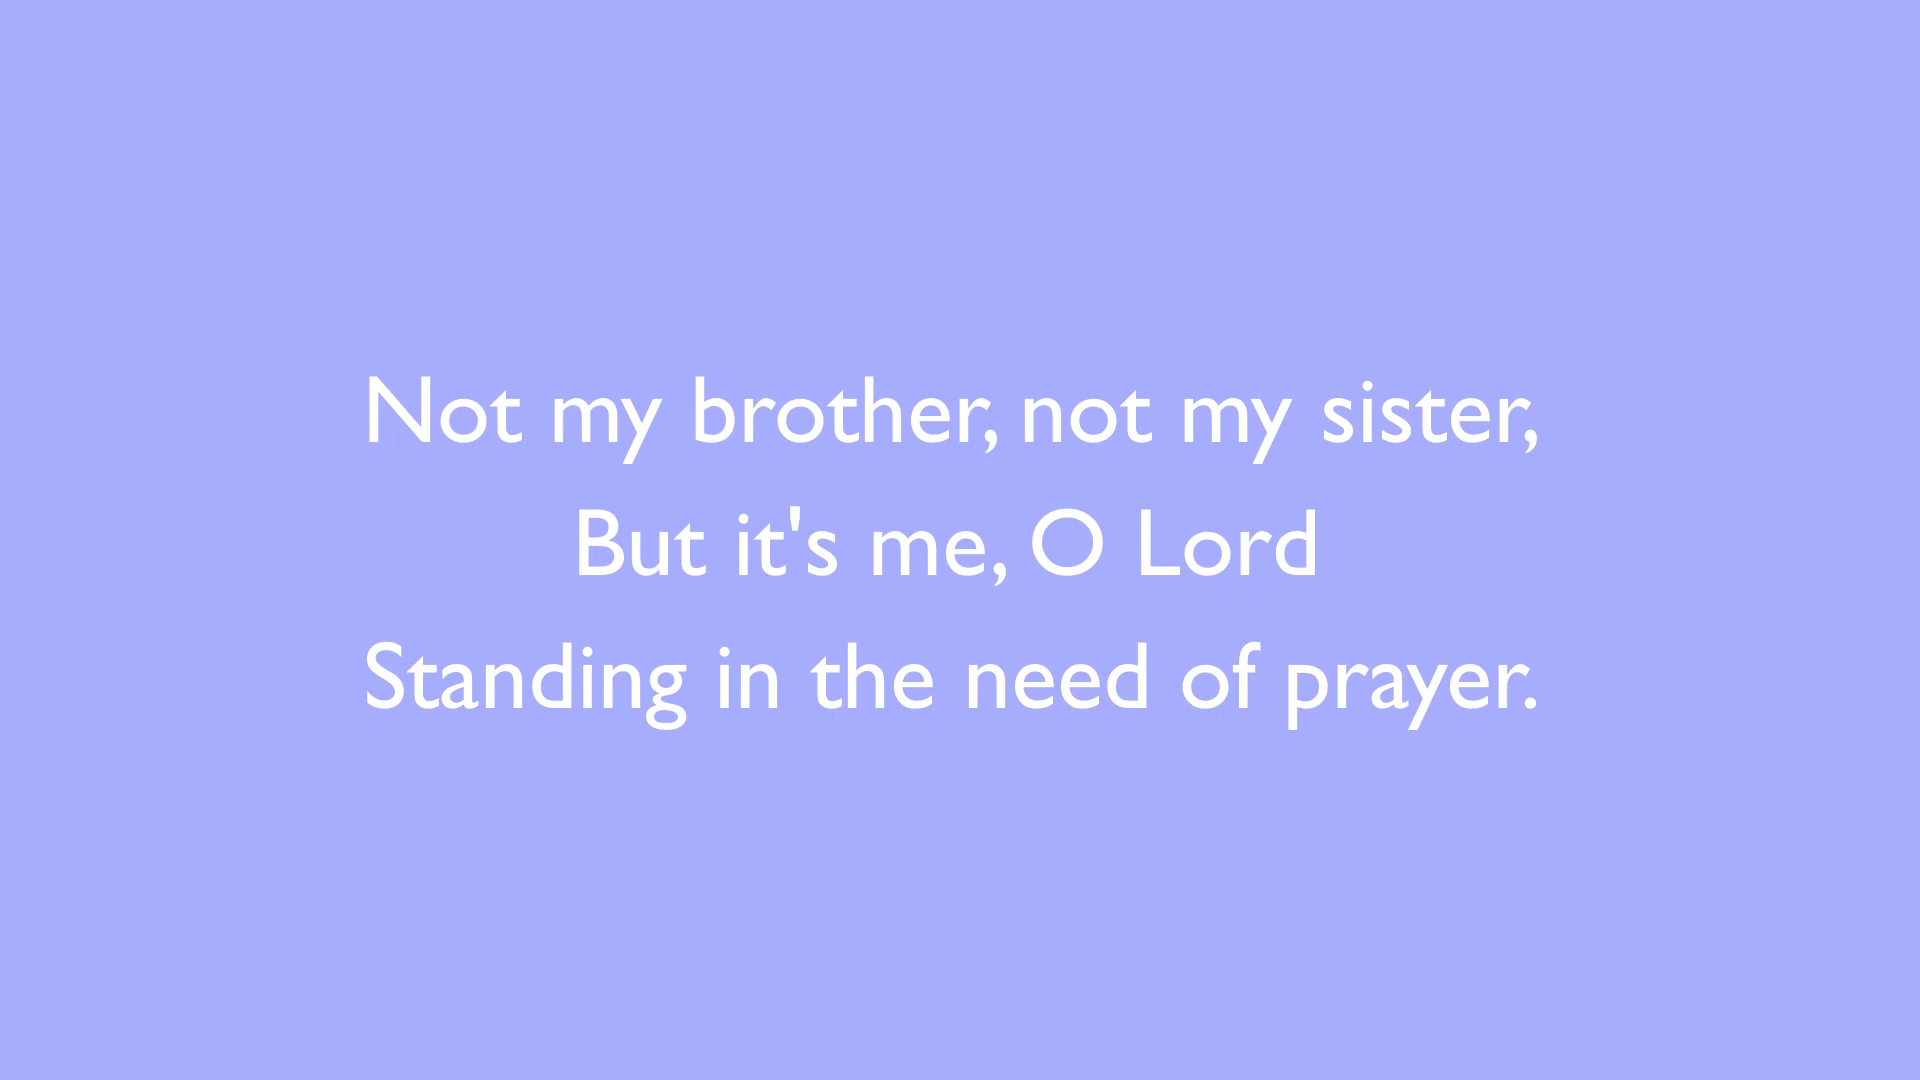 Not my brother, not my sister,
But it's me, O Lord
Standing in the need of prayer.